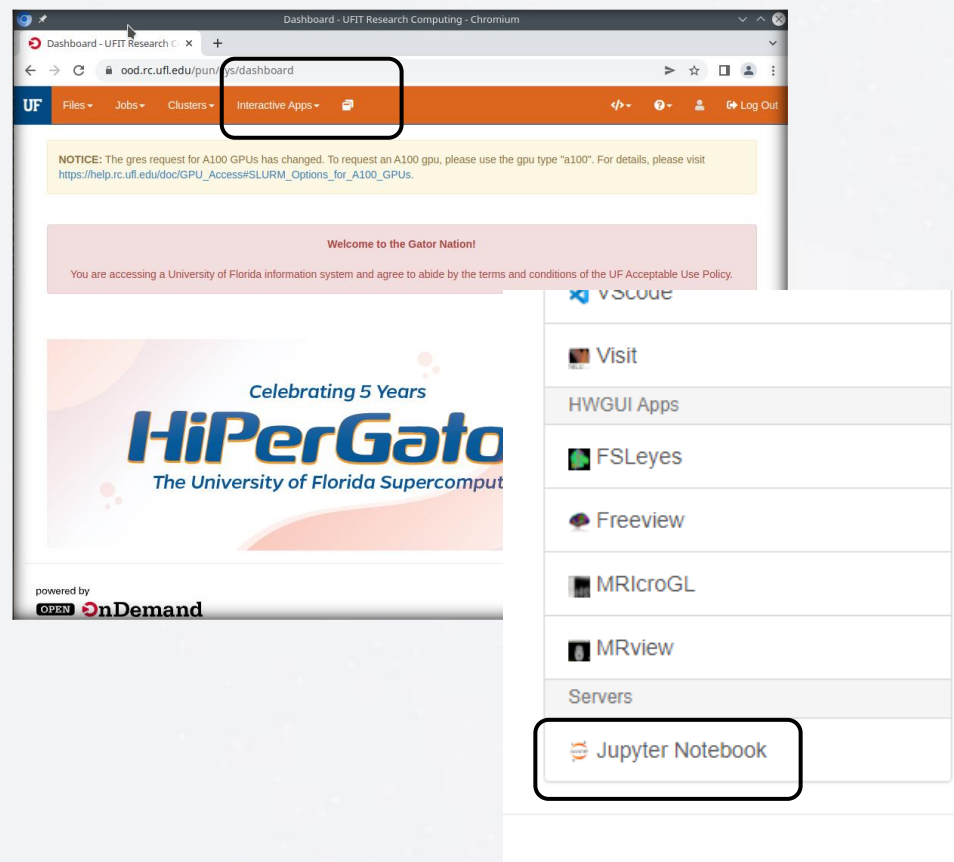 Dashboard - UFIT Research Computing - Chromium
Dashboard - UFIT Research C
ood.rc.ufl.edu/pun/sys/dashboard
UF Files Jobs Clusters Interactive Apps Log Out
NOTICE: The gres request for A100 GPUs has changed. To request an A100 gpu, please use the gpu type "a100". For details, please visit
https://help.rc.ufl.edu/doc/GPU_Access#SLURM_Options_for_A100_GPUs.
Welcome to the Gator Nation!
You are accessing a University of Florida information system and agree to abide by the terms and conditions of the UF Acceptable Use Policy.
Celebrating 5 Years
HiPerGato
The University of Florida Supercomput
powered by
OPEN OnDemand
VScode
Visit
HWGUI Apps
FSLeyes
Freeview
MRIcroGL
MRview
Servers
Jupyter Notebook